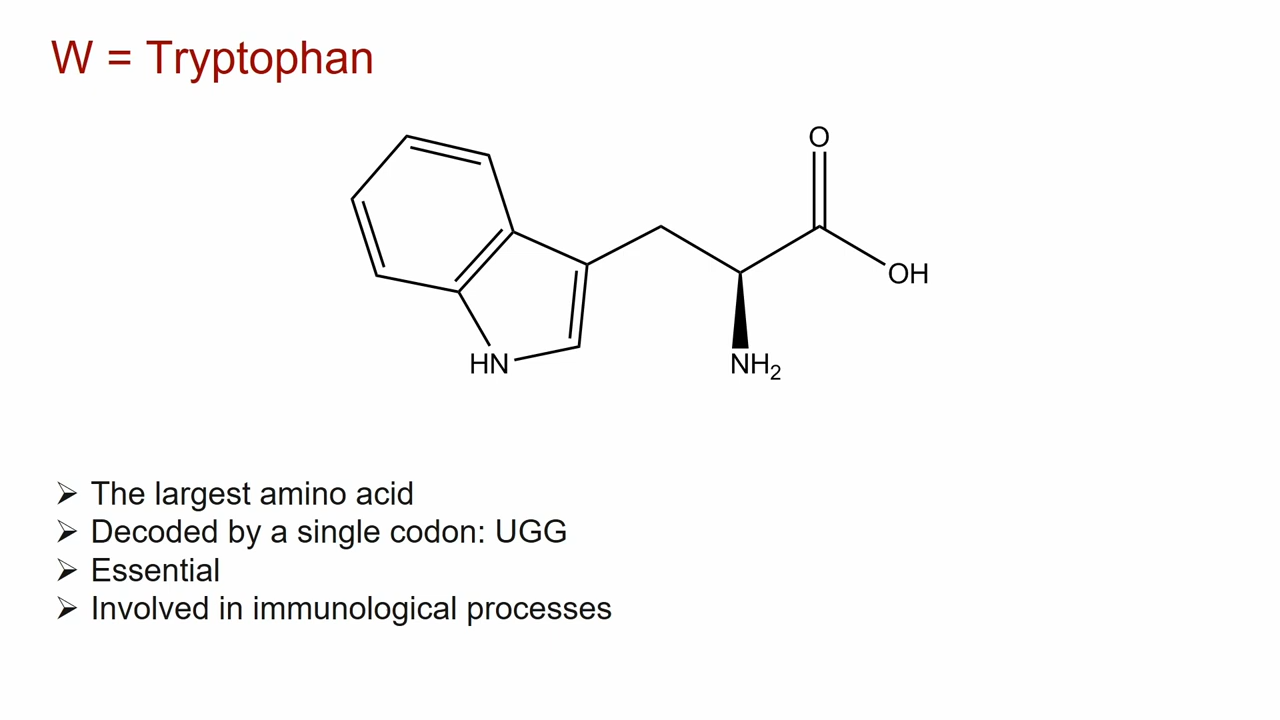 W = Tryptophan
O
OH
HN
NH2
➢ The largest amino acid
➢ Decoded by a single codon: UGG
➢ Essential
➢ Involved in immunological processes